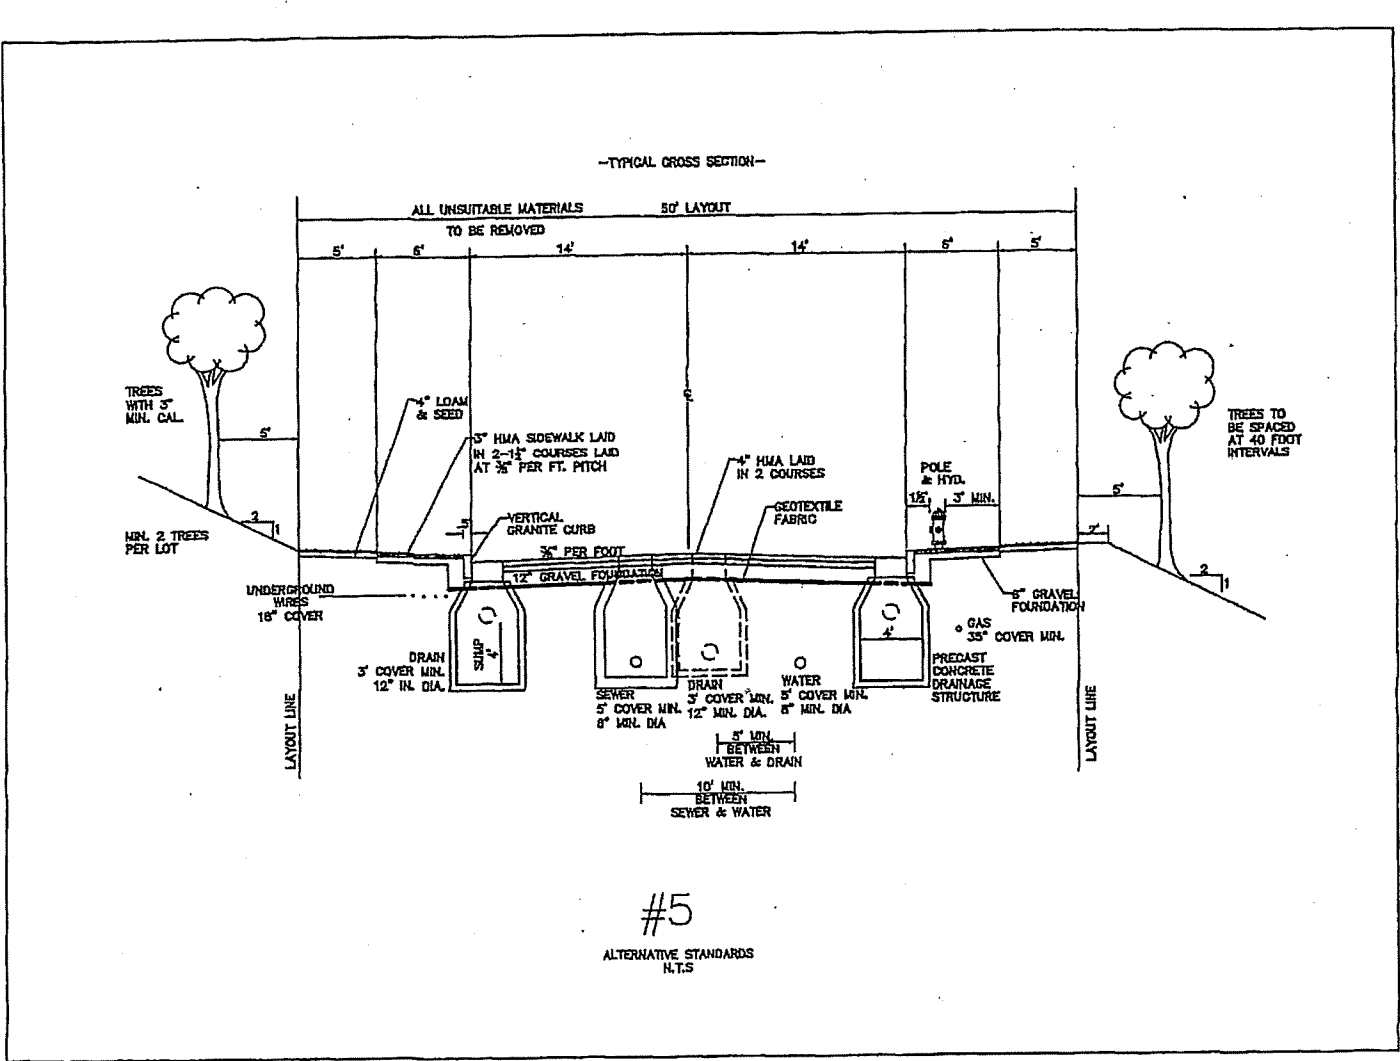 -TYPICAL CROSS SECTION-
ALL UNSUITABLE MATERIALS 50' LAYOUT
TO BE REMOVED
5' 6' 14' 14' 6' 5'
TREES
WITH 3"
MIN. CAL.
5'
2
1
MIN. 2 TREES
PER LOT
4" LOAM
& SEED
3" HMA SIDEWALK LAID
IN 2-1½" COURSES LAID
AT ⅜" PER FT. PITCH
VERTICAL
GRANITE CURB
⅜" PER FOOT
12" GRAVEL FOUNDATION
4" HMA LAID
IN 2 COURSES
GEOTEXTILE
FABRIC
POLE
& HYD.
1½' 3" MIN.
5'
2'
TREES TO
BE SPACED
AT 40 FOOT
INTERVALS
2
1
UNDERGROUND
WIRES
18" COVER
DRAIN
3' COVER MIN.
12" IN. DIA.
SUMP
4'
SEWER
5' COVER MIN.
8" MIN. DIA
DRAIN
3' COVER MIN.
12" MIN. DIA.
WATER
5' COVER MIN.
8" MIN. DIA
4'
PRECAST
CONCRETE
DRAINAGE
STRUCTURE
GRAVEL
FOUNDATION
GAS
35" COVER MIN.
LAYOUT LINE
LAYOUT LINE
5' MIN.
BETWEEN
WATER & DRAIN
10' MIN.
BETWEEN
SEWER & WATER
#5
ALTERNATIVE STANDARDS
N.T.S